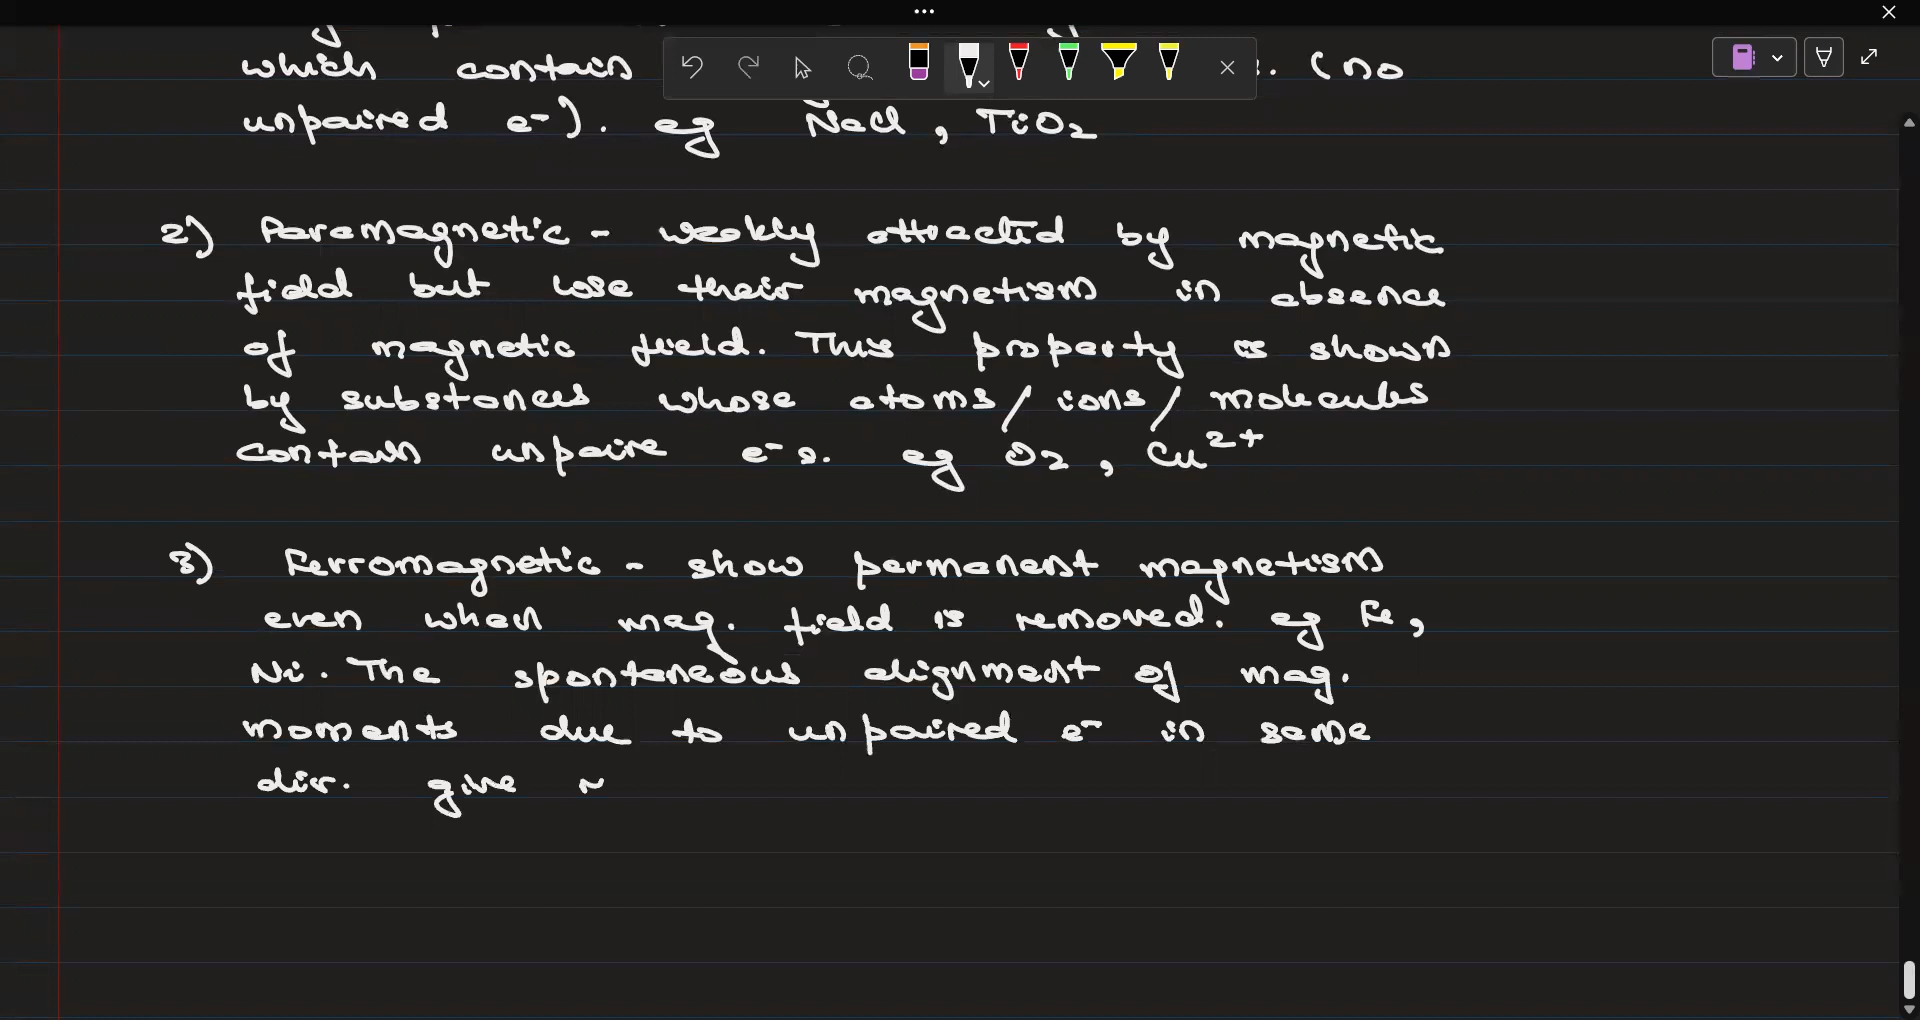 which contain . (no
unpaired e-). eg NaCl, TiO2
2) Paramagnetic - weakly attracted by magnetic
field but lose their magnetism in absence
of magnetic field. This property is shown
by substances whose atoms/ions/molecules
contain unpaire e-s. eg O2, Cu2+
3) Ferromagnetic - show permanent magnetism
even when mag. field is removed. eg Fe,
Ni. The spontaneous alignment of mag.
moments due to unpaired e- in same
dir. give